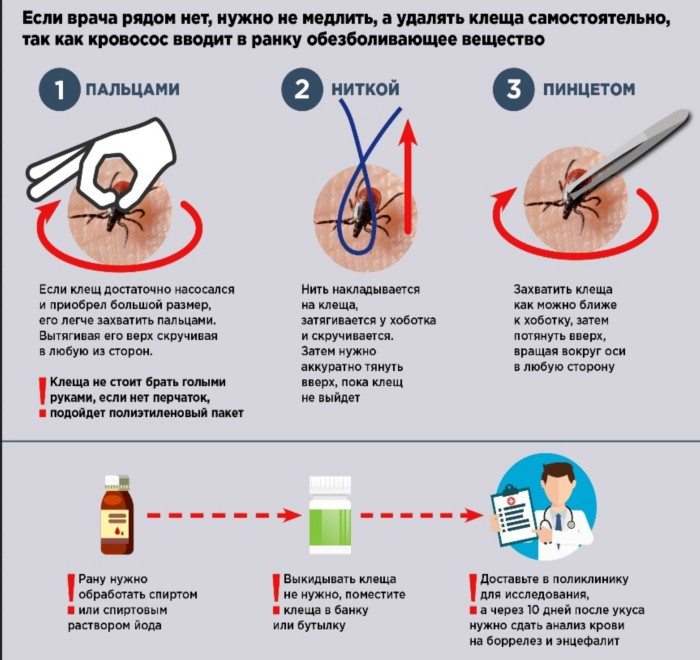 Если врача рядом нет, нужно не медлить, а удалять клеща самостоятельно,
так как кровосос вводит в ранку обезболивающее вещество
1 ПАЛЬЦАМИ
2 НИТКОЙ
3 ПИНЦЕТОМ
Если клещ достаточно насосался
и приобрел большой размер,
его легче захватить пальцами.
Вытягивая его верх скручивая
в любую из сторон.
! Клеща не стоит брать голыми
руками, если нет перчаток,
подойдет полиэтиленовый пакет
Нить накладывается
на клеща,
затягивается у хоботка
и скручивается.
Затем нужно
аккуратно тянуть
вверх, пока клещ
не выйдет
Захватить клеща
как можно ближе
к хоботку, затем
потянуть вверх,
вращая вокруг оси
в любую сторону
! Рану нужно
обработать спиртом
или спиртовым
раствором йода
! Выкидывать клеща
не нужно, поместите
клеща в банку
или бутылку
! Доставьте в поликлинику
для исследования,
а через 10 дней после укуса
нужно сдать анализ крови
на боррелез и энцефалит